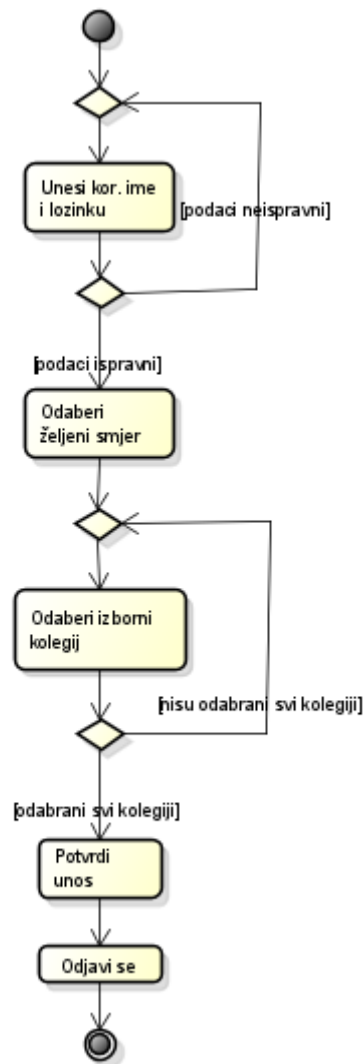 Unesi kor. ime
i lozinku
[podaci neispravni]
[podaci ispravni]
Odaberi
željeni smjer
Odaberi izborni
kolegij
[nisu odabrani svi kolegiji]
[odabrani svi kolegiji]
Potvrdi
unos
Odjavi se